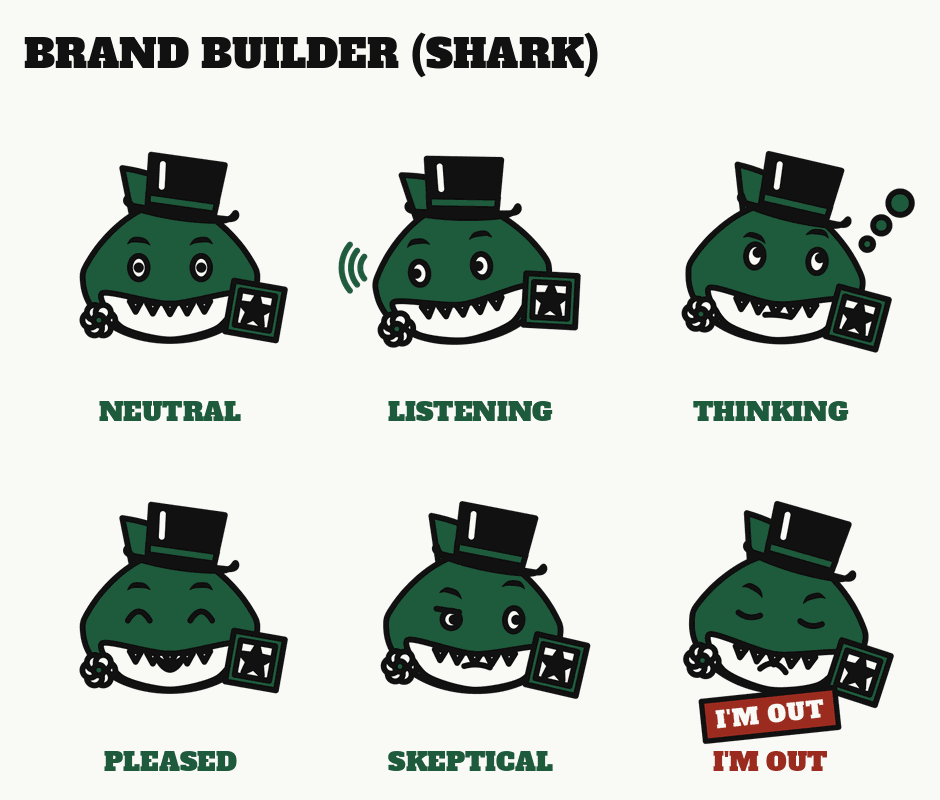 BRAND BUILDER (SHARK)
NEUTRAL
LISTENING
THINKING
PLEASED
SKEPTICAL
I'M OUT
I'M OUT